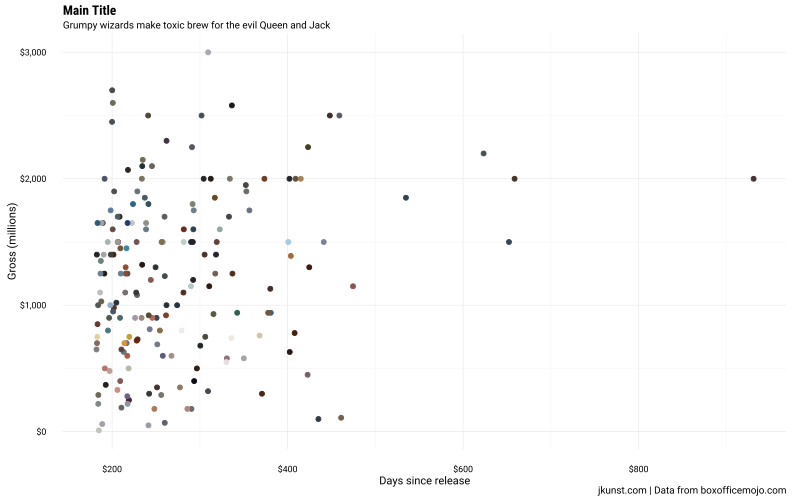 Main Title
Grumpy wizards make toxic brew for the evil Queen and Jack
$3,000
$2,000
$1,000
$0
Gross (millions)
$200
$400
$600
$800
Days since release
jkunst.com | Data from boxofficemojo.com